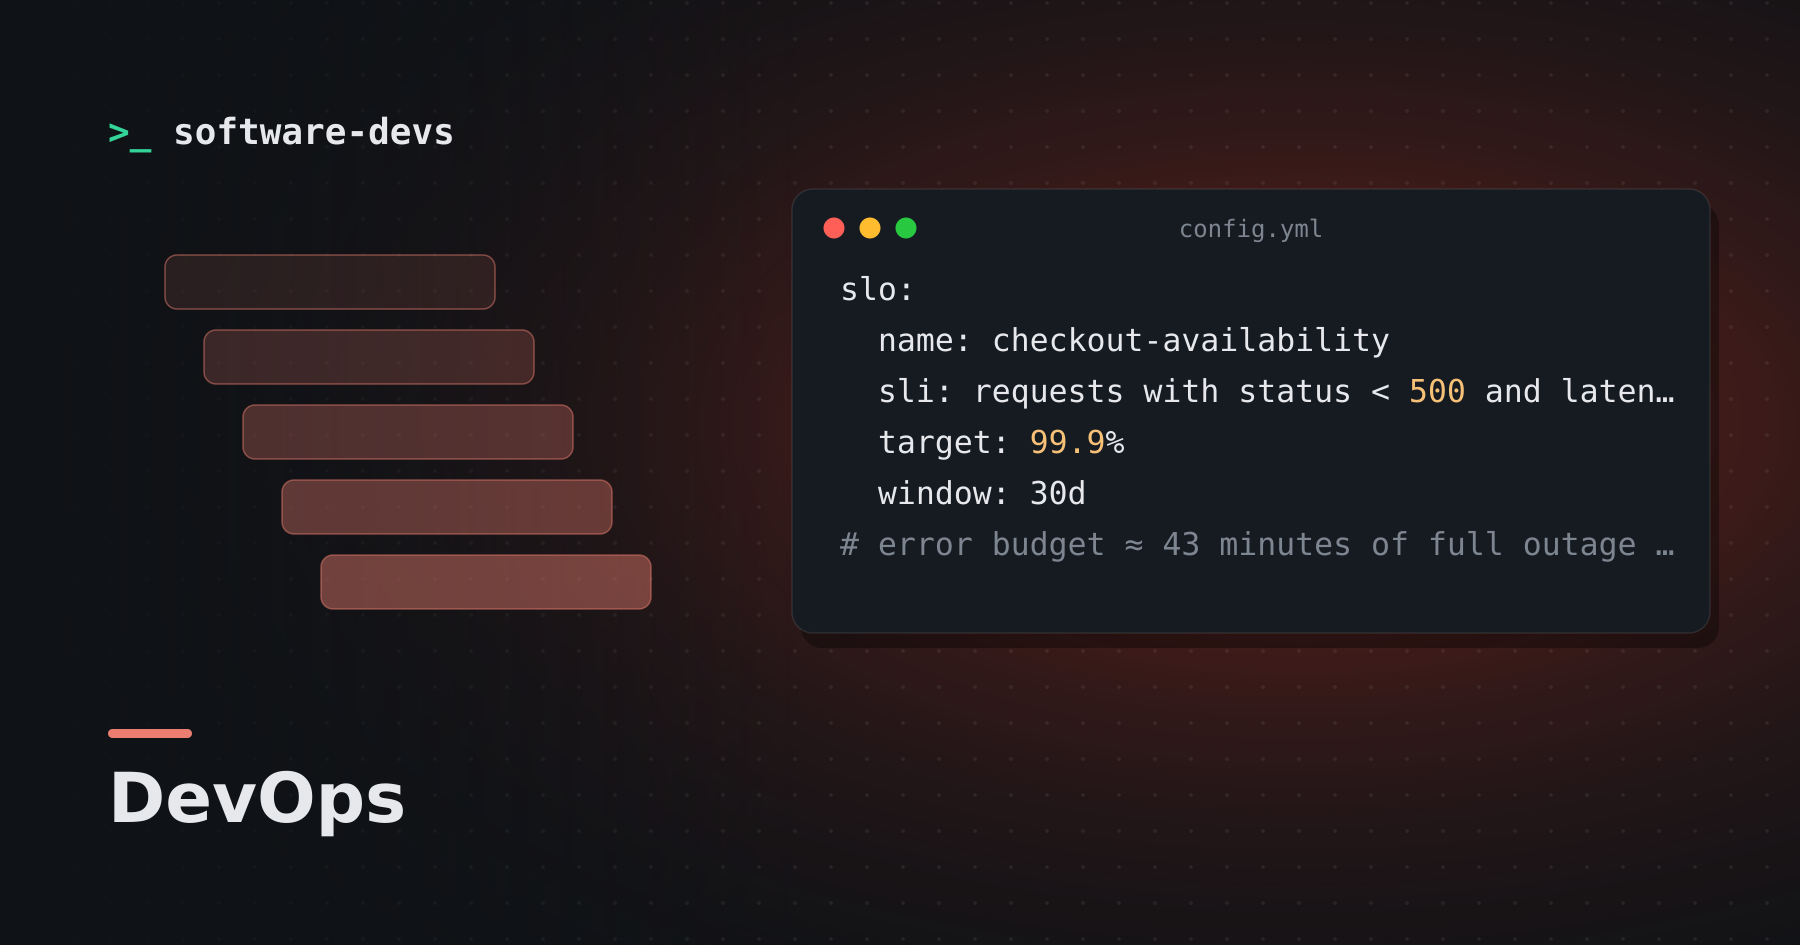 >_ software-devs
config.yml
slo:
  name: checkout-availability
  sli: requests with status < 500 and laten…
  target: 99.9%
  window: 30d
# error budget ≈ 43 minutes of full outage …
DevOps